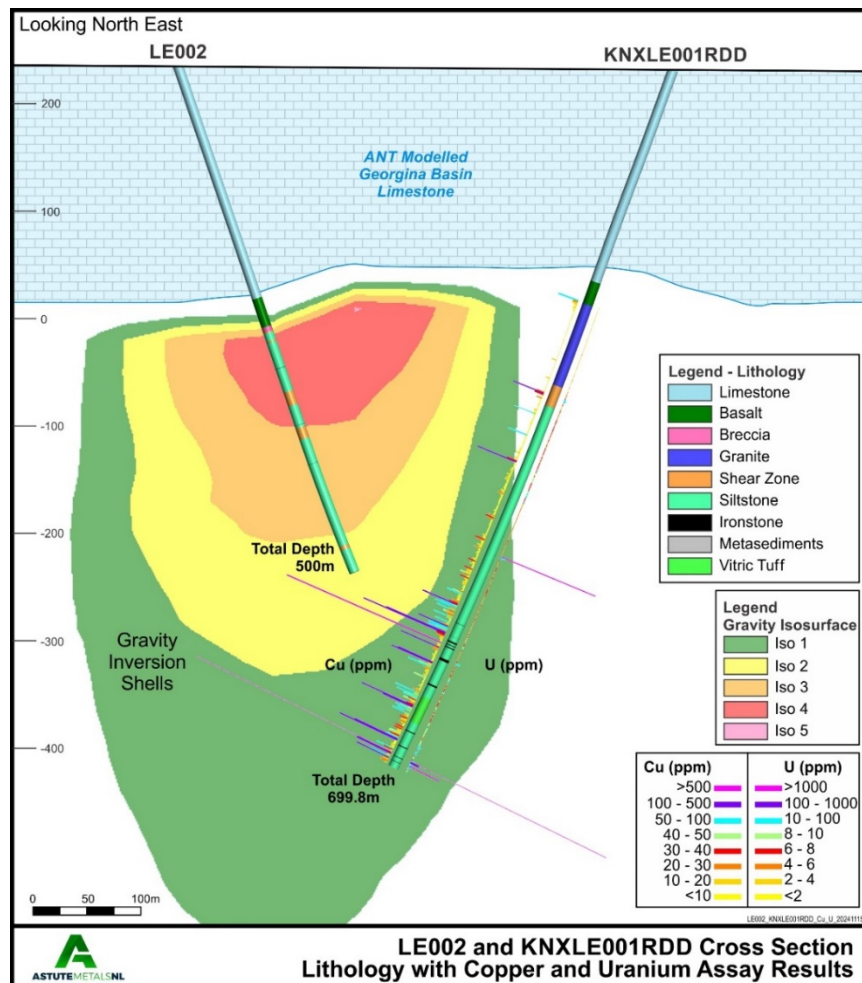 Looking North East
LE002
KNXLE001RDD
ANT Modelled
Georgina Basin
Limestone
200
100
0
-100
-200
-300
-400
Total Depth
500m
Gravity
Inversion
Shells
Cu (ppm)
U (ppm)
Total Depth
699.8m
Legend - Lithology
Limestone
Basalt
Breccia
Granite
Shear Zone
Siltstone
Ironstone
Metasediments
Vitric Tuff
Legend
Gravity Isosurface
Iso 1
Iso 2
Iso 3
Iso 4
Iso 5
Cu (ppm) U (ppm)
>500 >1000
100 - 500 100 - 1000
50 - 100 10 - 100
40 - 50 8 - 10
30 - 40 6 - 8
20 - 30 4 - 6
10 - 20 2 - 4
<10 <2
0 50 100m
ASTUTEMETALSNL
LE002 and KNXLE001RDD Cross Section
Lithology with Copper and Uranium Assay Results